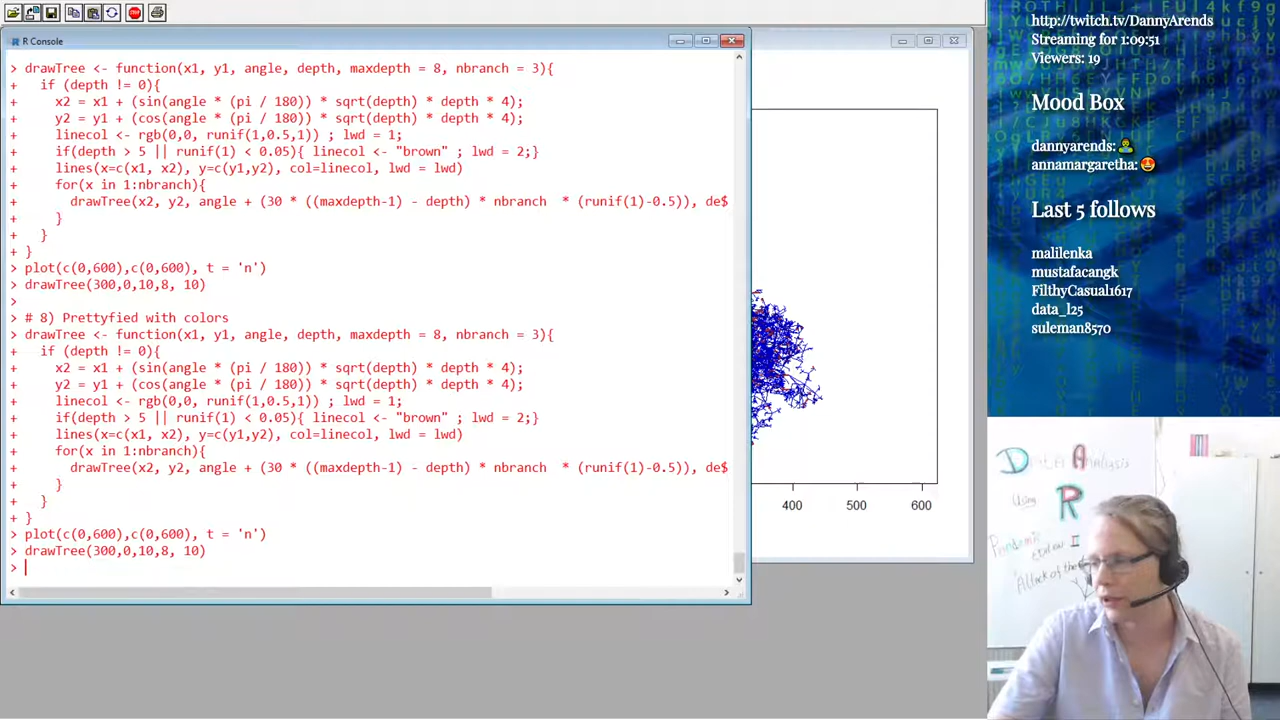 R Console
> drawTree <- function(x1, y1, angle, depth, maxdepth = 8, nbranch = 3){
+   if (depth != 0){
+     x2 = x1 + (sin(angle * (pi / 180)) * sqrt(depth) * depth * 4);
+     y2 = y1 + (cos(angle * (pi / 180)) * sqrt(depth) * depth * 4);
+     linecol <- rgb(0,0, runif(1,0.5,1)) ; lwd = 1;
+     if(depth > 5 || runif(1) < 0.05){ linecol <- "brown" ; lwd = 2;}
+     lines(x=c(x1, x2), y=c(y1,y2), col=linecol, lwd = lwd)
+     for(x in 1:nbranch){
+       drawTree(x2, y2, angle + (30 * ((maxdepth-1) - depth) * nbranch  * (runif(1)-0.5)), de$
+     }
+   }
+ }
> plot(c(0,600),c(0,600), t = 'n')
> drawTree(300,0,10,8, 10)
>
> # 8) Prettyfied with colors
> drawTree <- function(x1, y1, angle, depth, maxdepth = 8, nbranch = 3){
+   if (depth != 0){
+     x2 = x1 + (sin(angle * (pi / 180)) * sqrt(depth) * depth * 4);
+     y2 = y1 + (cos(angle * (pi / 180)) * sqrt(depth) * depth * 4);
+     linecol <- rgb(0,0, runif(1,0.5,1)) ; lwd = 1;
+     if(depth > 5 || runif(1) < 0.05){ linecol <- "brown" ; lwd = 2;}
+     lines(x=c(x1, x2), y=c(y1,y2), col=linecol, lwd = lwd)
+     for(x in 1:nbranch){
+       drawTree(x2, y2, angle + (30 * ((maxdepth-1) - depth) * nbranch  * (runif(1)-0.5)), de$
+     }
+   }
+ }
> plot(c(0,600),c(0,600), t = 'n')
> drawTree(300,0,10,8, 10)
>
400 500 600
http://twitch.tv/DannyArends
Streaming for 1:09:51
Viewers: 19
Mood Box
dannyarends:
annamargaretha:
Last 5 follows
malilenka
mustafacangk
FilthyCasual1617
data_l25
suleman8570
Data Analysis
Using R
Pandemic
Edition II
"Attack of the